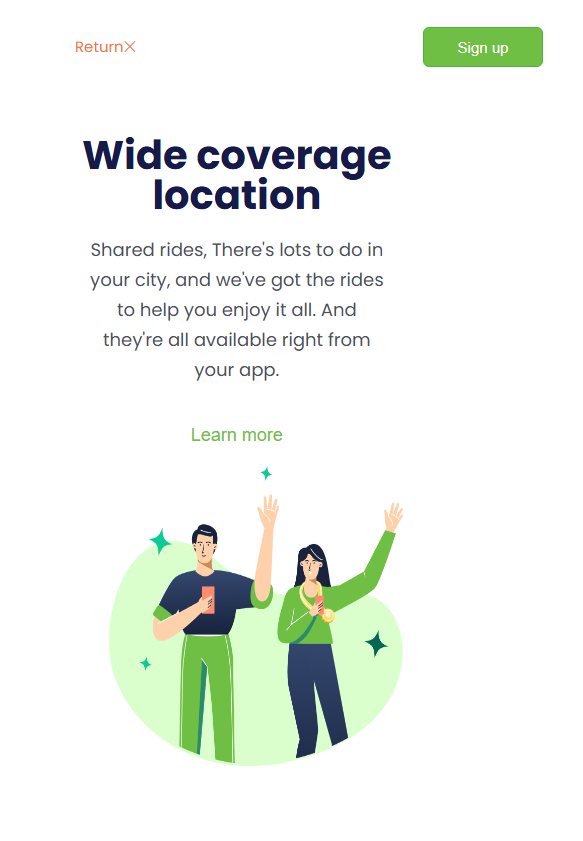 Return
Sign up
Wide coverage
location
Shared rides, There's lots to do in
your city, and we've got the rides
to help you enjoy it all. And
they're all available right from
your app.
Learn more